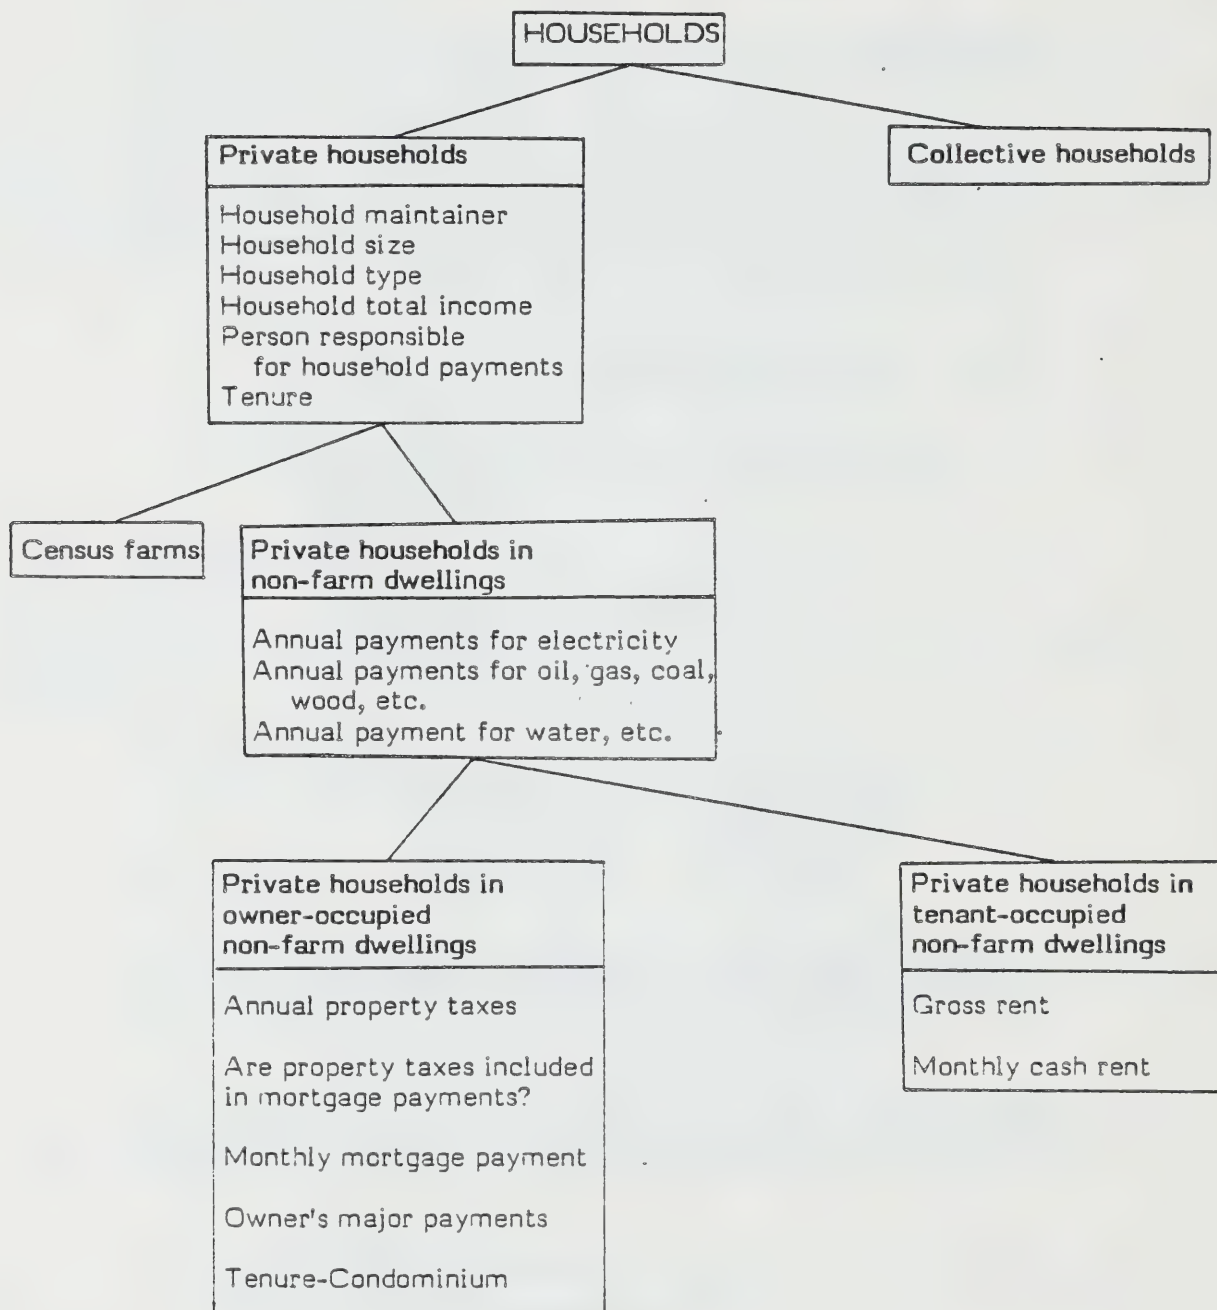 HOUSEHOLDS
Private households
Household maintainer
Household size
Household type
Household total income
Person responsible
for household payments
Tenure
Collective households
Census farms
Private households in
non-farm dwellings
Annual payments for electricity
Annual payments for oil, gas, coal,
wood, etc.
Annual payment for water, etc.
Private households in
owner-occupied
non-farm dwellings
Annual property taxes
Are property taxes included
in mortgage payments?
Monthly mortgage payment
Owner's major payments
Tenure-Condominium
Private households in
tenant-occupied
non-farm dwellings
Gross rent
Monthly cash rent